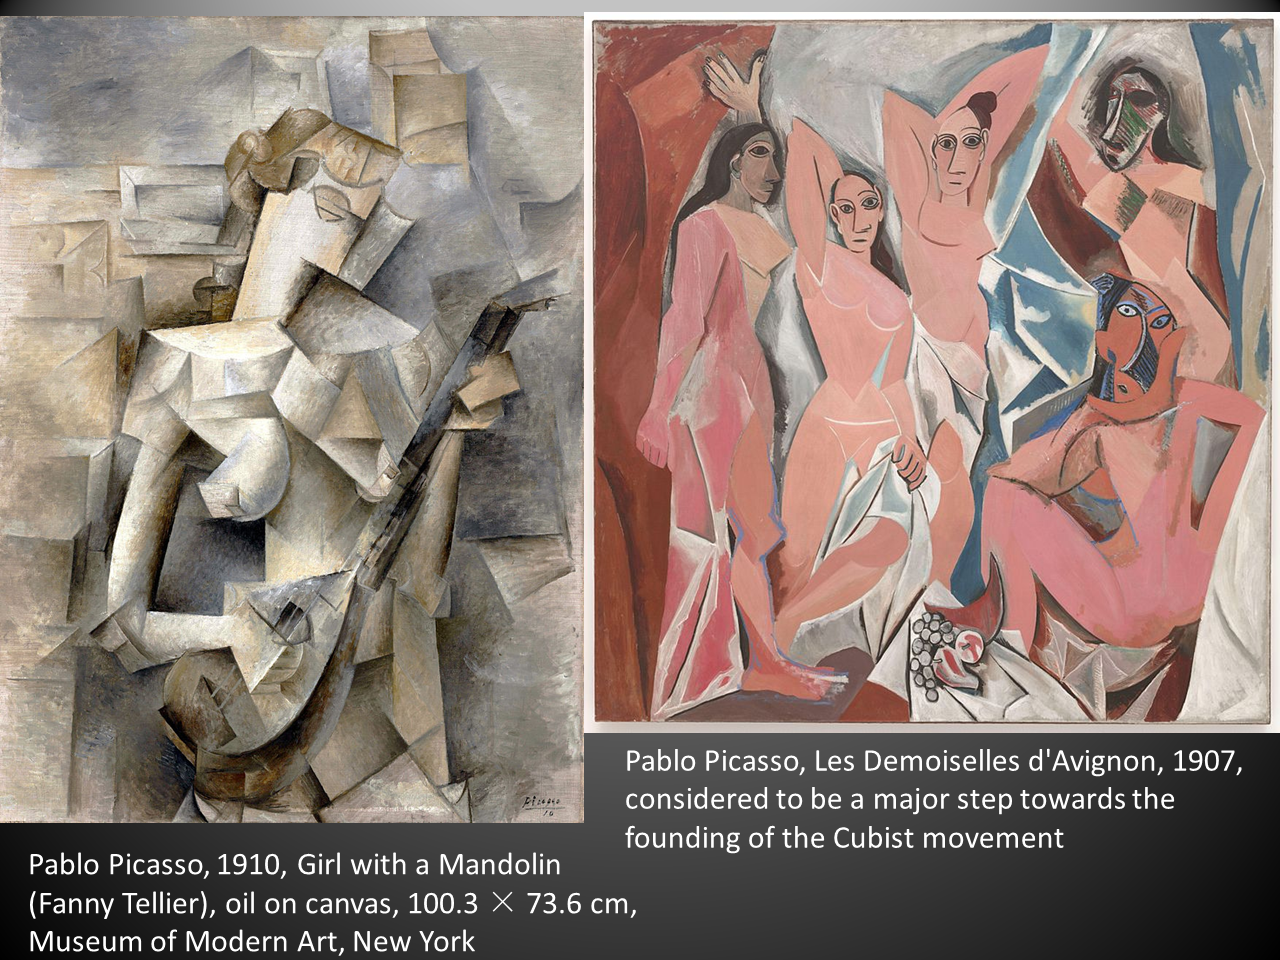 Pablo Picasso, Les Demoiselles d'Avignon, 1907,
considered to be a major step towards the
founding of the Cubist movement
Pablo Picasso, 1910, Girl with a Mandolin
(Fanny Tellier), oil on canvas, 100.3 × 73.6 cm,
Museum of Modern Art, New York
Picasso
10